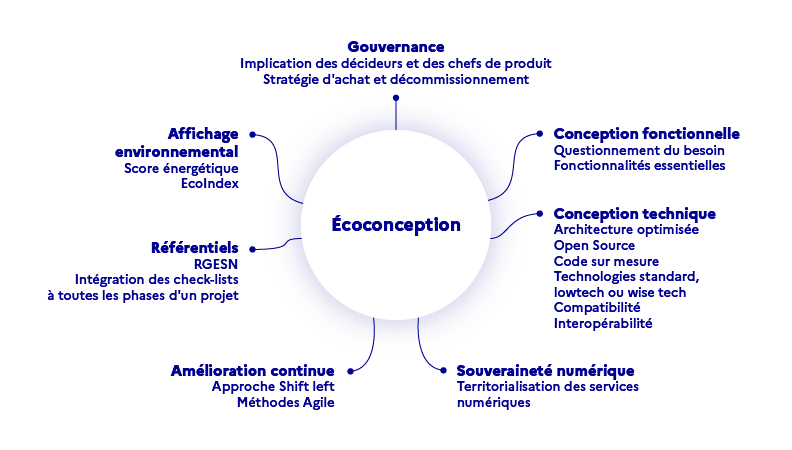 Gouvernance
Implication des décideurs et des chefs de produit
Stratégie d'achat et décommissionnement
Affichage
environnemental
Score énergétique
EcoIndex
Conception fonctionnelle
Questionnement du besoin
Fonctionnalités essentielles
Écoconception
Référentiels
RGESN
Intégration des check-lists
à toutes les phases d'un projet
Conception technique
Architecture optimisée
Open Source
Code sur mesure
Technologies standard,
lowtech ou wise tech
Compatibilité
Interopérabilité
Amélioration continue
Approche Shift left
Méthodes Agile
Souveraineté numérique
Territorialisation des services
numériques